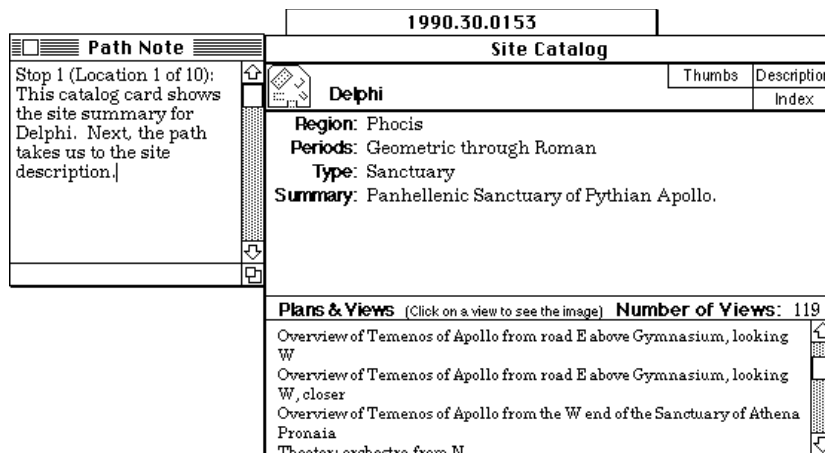 1990.30.0153
Path Note
Stop 1 (Location 1 of 10):
This catalog card shows
the site summary for
Delphi. Next, the path
takes us to the site
description.
Site Catalog
Delphi
Thumbs
Description
Index
Region: Phocis
Periods: Geometric through Roman
Type: Sanctuary
Summary: Panhellenic Sanctuary of Pythian Apollo.
Plans & Views (Click on a view to see the image) Number of Views: 119
Overview of Temenos of Apollo from road E above Gymnasium, looking
W
Overview of Temenos of Apollo from road E above Gymnasium, looking
W, closer
Overview of Temenos of Apollo from the W end of the Sanctuary of Athena
Pronaia
Theater: orchestra from N